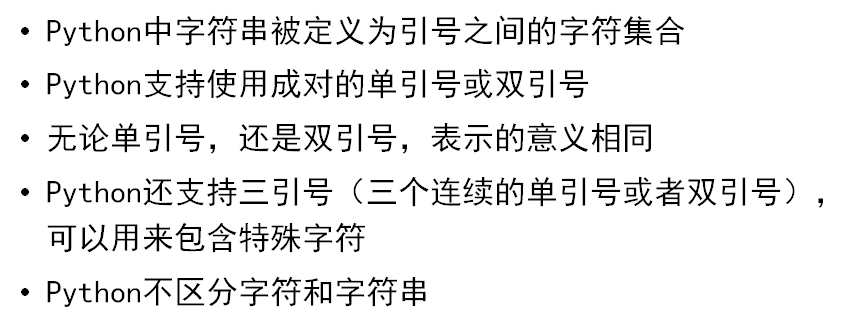 • Python中字符串被定义为引号之间的字符集合
• Python支持使用成对的单引号或双引号
• 无论单引号，还是双引号，表示的意义相同
• Python还支持三引号（三个连续的单引号或者双引号），
可以用来包含特殊字符
• Python不区分字符和字符串